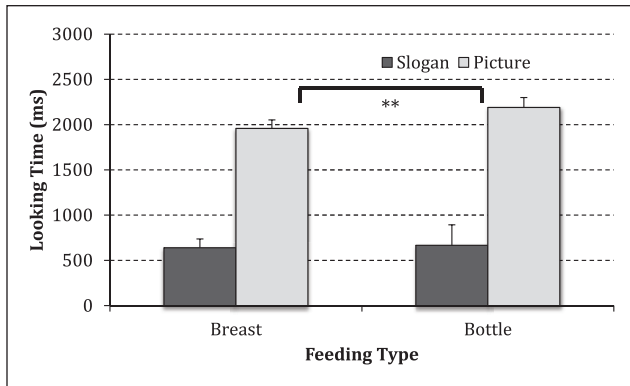 3000
2500
2000
1500
1000
500
0
Looking Time (ms)
Slogan Picture
**
Breast Bottle
Feeding Type